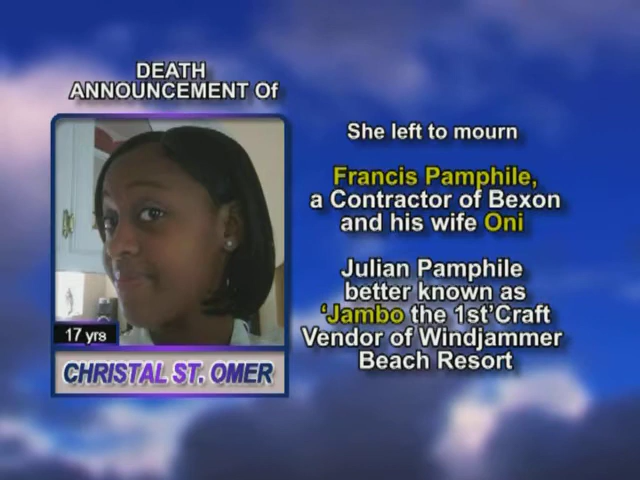 DEATH
ANNOUNCEMENT Of
17 yrs
CHRISTAL ST. OMER
She left to mourn
Francis Pamphile,
a Contractor of Bexon
and his wife Oni
Julian Pamphile
better known as
‘Jambo the 1st’Craft
Vendor of Windjammer
Beach Resort